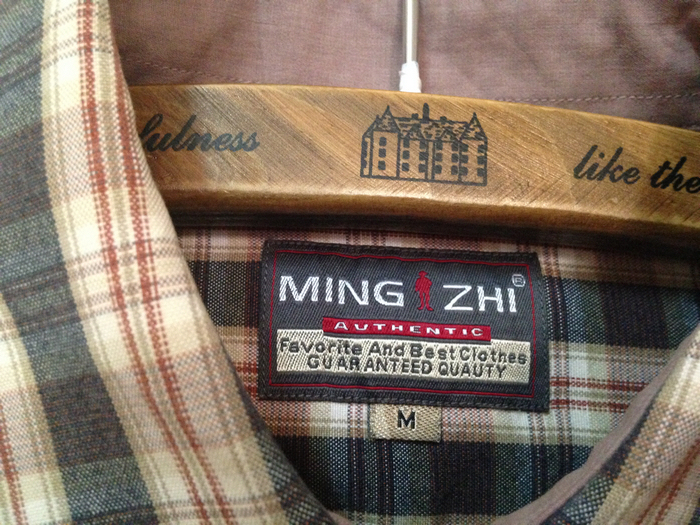 fulness
like the
MING ZHI ®
AUTHENTIC
Favorite And Best Clothes
GUARANTEED QUAUTY
M